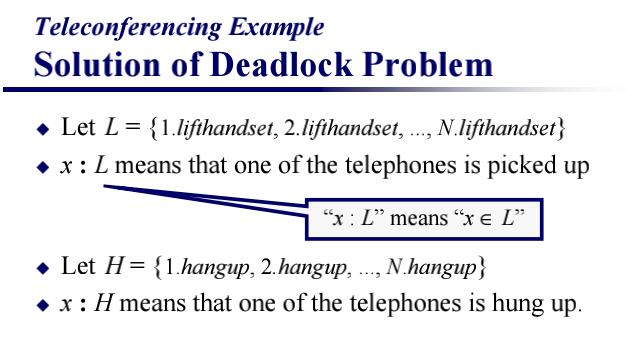 Teleconferencing Example
Solution of Deadlock Problem
◆ Let L = {1.lifthandset, 2.lifthandset, ..., N.lifthandset}
◆ x : L means that one of the telephones is picked up
“x : L” means “x ∈ L”
◆ Let H = {1.hangup, 2.hangup, ..., N.hangup}
◆ x : H means that one of the telephones is hung up.